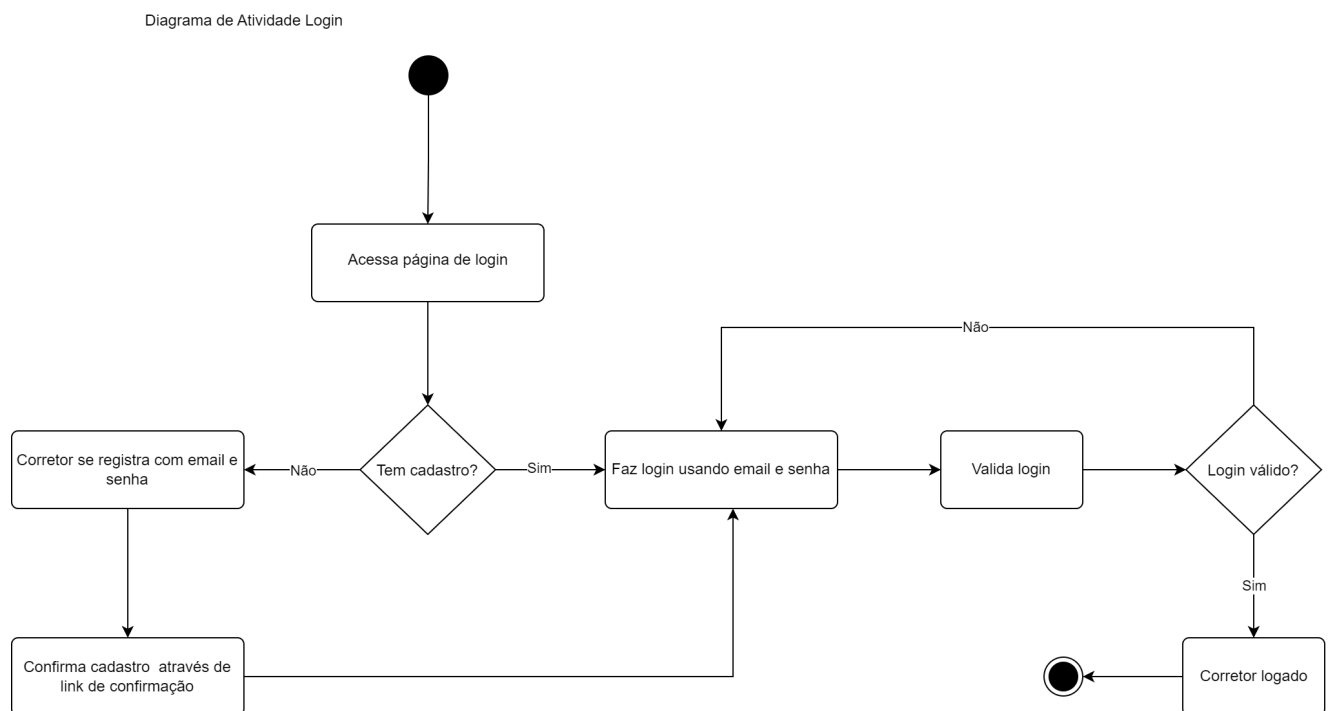 Diagrama de Atividade Login
Acessa página de login
Não
Corretor se registra com email e
senha
Não
Tem cadastro?
Sim
Faz login usando email e senha
Valida login
Login válido?
Sim
Confirma cadastro através de
link de confirmação
Corretor logado